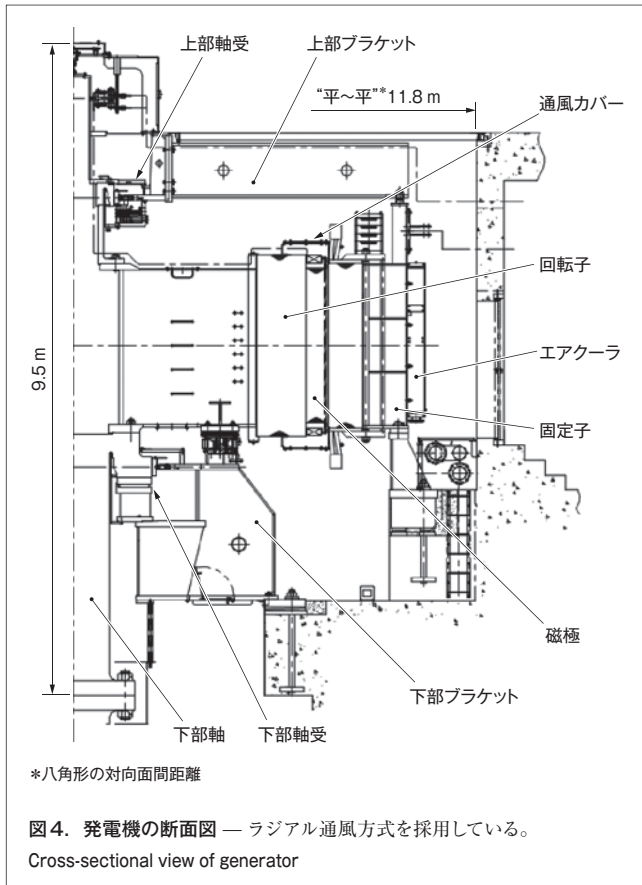 上部軸受
上部ブラケット
“平～平”*11.8 m
通風カバー
回転子
エアクーラ
固定子
9.5 m
磁極
下部ブラケット
下部軸
下部軸受
*八角形の対向面間距離
図4. 発電機の断面図 — ラジアル通風方式を採用している。
Cross-sectional view of generator